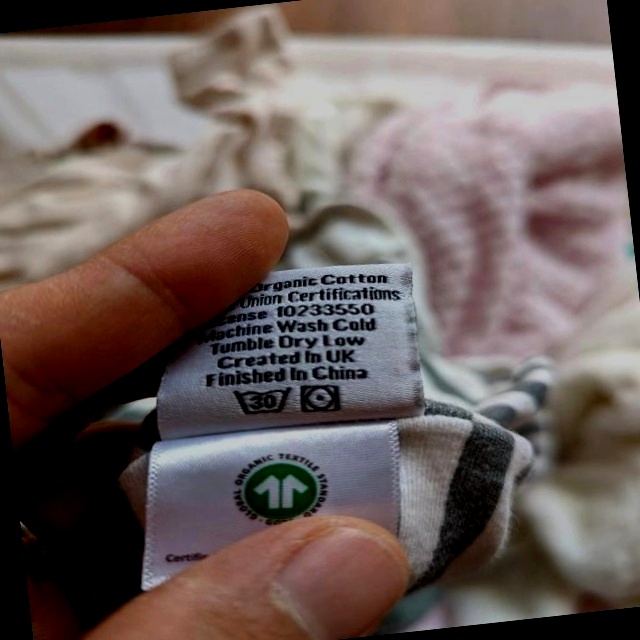 Organic Cotton
Union Certifications
10233550
Machine Wash Cold
Tumble Dry Low
Created In UK
Finished In China
30
GLOBAL ORGANIC TEXTILE